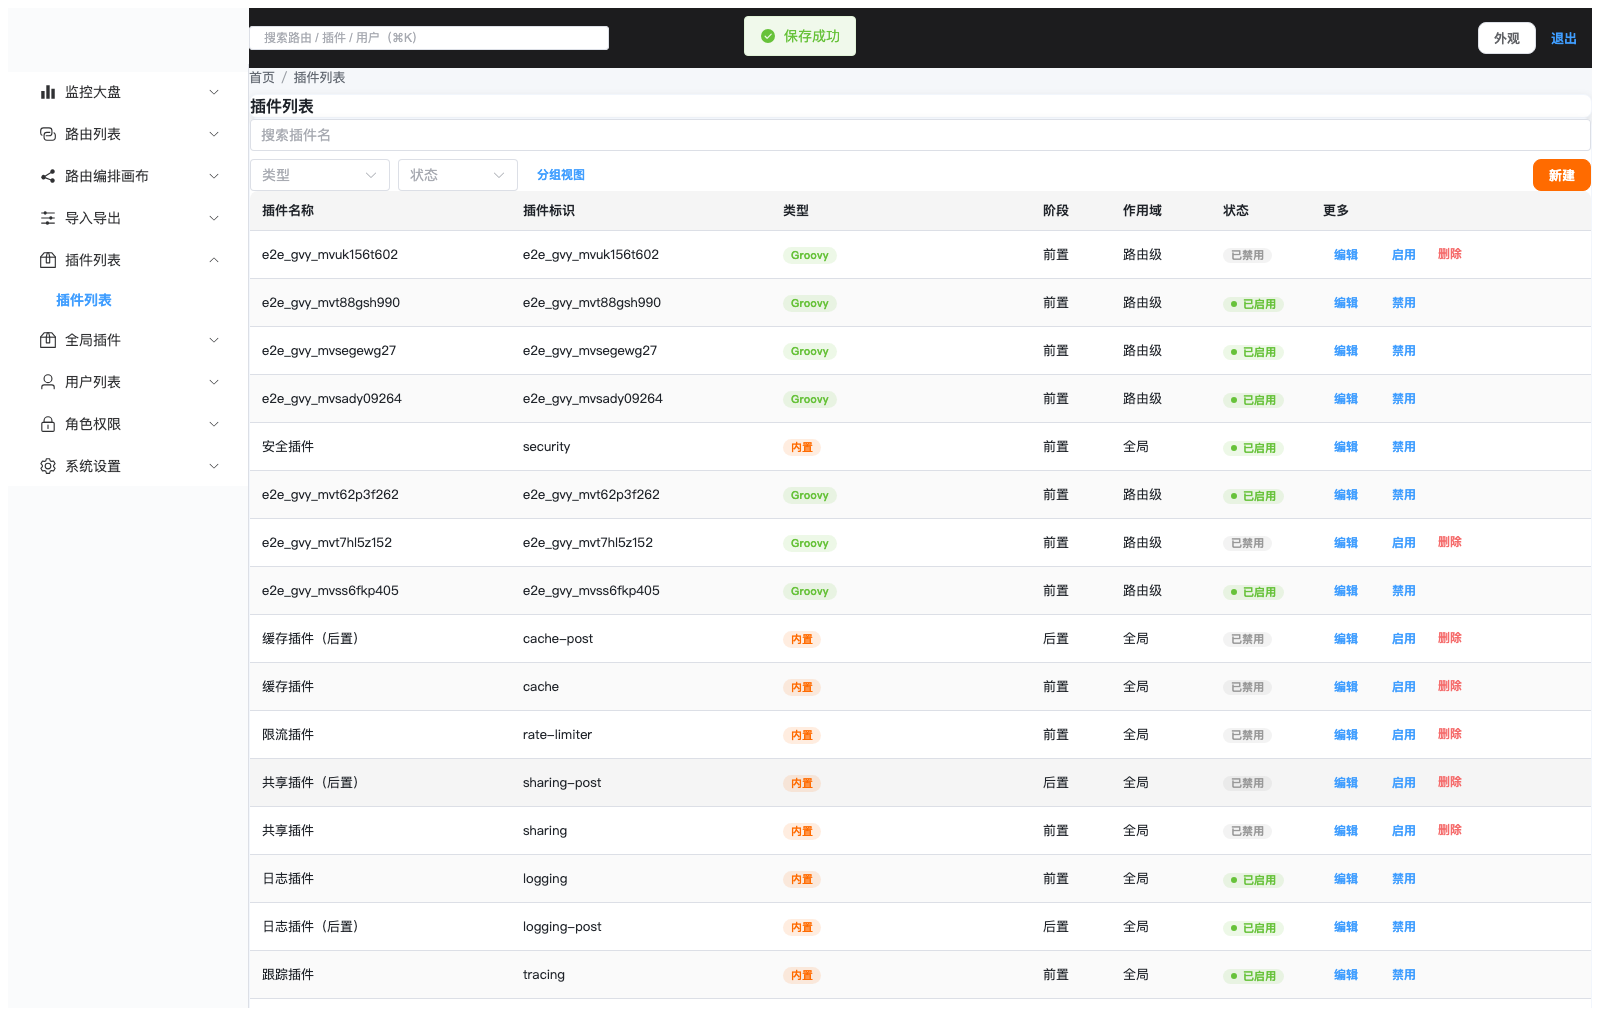 搜索路由 / 插件 / 用户（⌘K）
保存成功
外观 退出
监控大盘
路由列表
路由编排画布
导入导出
插件列表
插件列表
全局插件
用户列表
角色权限
系统设置
首页 / 插件列表
插件列表
搜索插件名
类型 状态 分组视图 新建
插件名称 插件标识 类型 阶段 作用域 状态 更多
e2e_gvy_mvuk156t602 e2e_gvy_mvuk156t602 Groovy 前置 路由级 已禁用 编辑 启用 删除
e2e_gvy_mvt88gsh990 e2e_gvy_mvt88gsh990 Groovy 前置 路由级 已启用 编辑 禁用
e2e_gvy_mvsegewg27 e2e_gvy_mvsegewg27 Groovy 前置 路由级 已启用 编辑 禁用
e2e_gvy_mvsady09264 e2e_gvy_mvsady09264 Groovy 前置 路由级 已启用 编辑 禁用
安全插件 security 内置 前置 全局 已启用 编辑 禁用
e2e_gvy_mvt62p3f262 e2e_gvy_mvt62p3f262 Groovy 前置 路由级 已启用 编辑 禁用
e2e_gvy_mvt7hl5z152 e2e_gvy_mvt7hl5z152 Groovy 前置 路由级 已禁用 编辑 启用 删除
e2e_gvy_mvss6fkp405 e2e_gvy_mvss6fkp405 Groovy 前置 路由级 已启用 编辑 禁用
缓存插件（后置） cache-post 内置 后置 全局 已禁用 编辑 启用 删除
缓存插件 cache 内置 前置 全局 已禁用 编辑 启用 删除
限流插件 rate-limiter 内置 前置 全局 已禁用 编辑 启用 删除
共享插件（后置） sharing-post 内置 后置 全局 已禁用 编辑 启用 删除
共享插件 sharing 内置 前置 全局 已禁用 编辑 启用 删除
日志插件 logging 内置 前置 全局 已启用 编辑 禁用
日志插件（后置） logging-post 内置 后置 全局 已启用 编辑 禁用
跟踪插件 tracing 内置 前置 全局 已启用 编辑 禁用